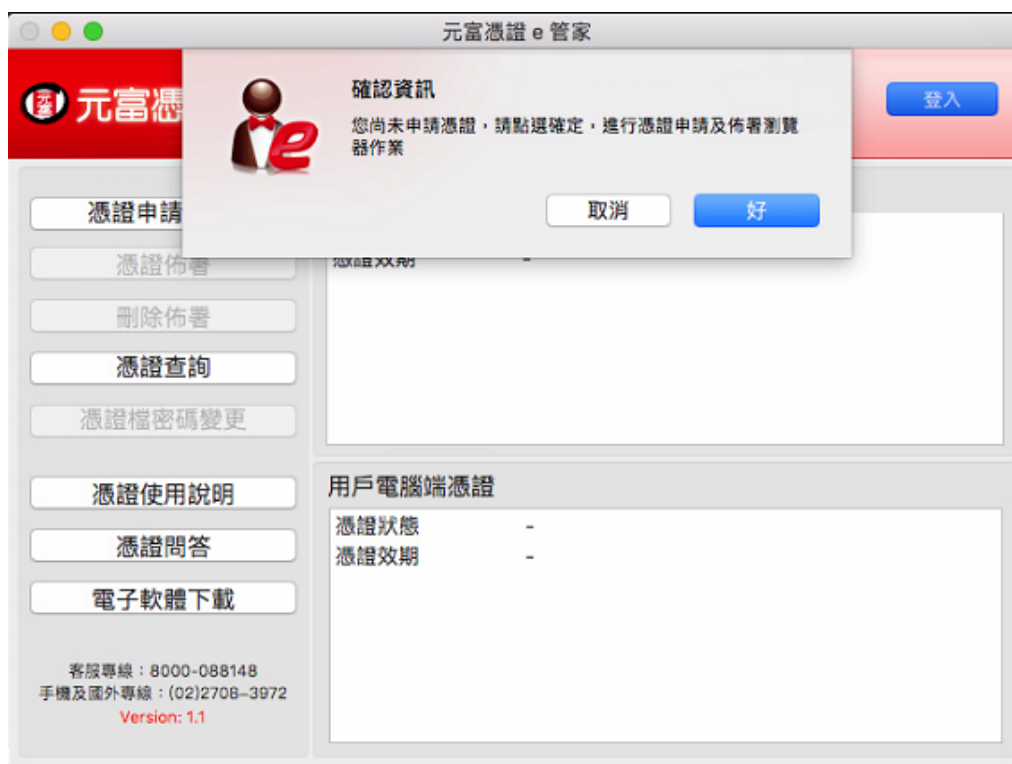 元富憑證 e 管家
元富憑
登入
確認資訊
您尚未申請憑證，請點選確定，進行憑證申請及佈署瀏覽
器作業
取消
好
憑證申請
憑證佈署
刪除佈署
憑證查詢
憑證檔密碼變更
憑證使用說明
憑證問答
電子軟體下載
客服專線：8000-088148
手機及國外專線：(02)2708-3972
Version: 1.1
憑證效期 -
用戶電腦端憑證
憑證狀態 -
憑證效期 -